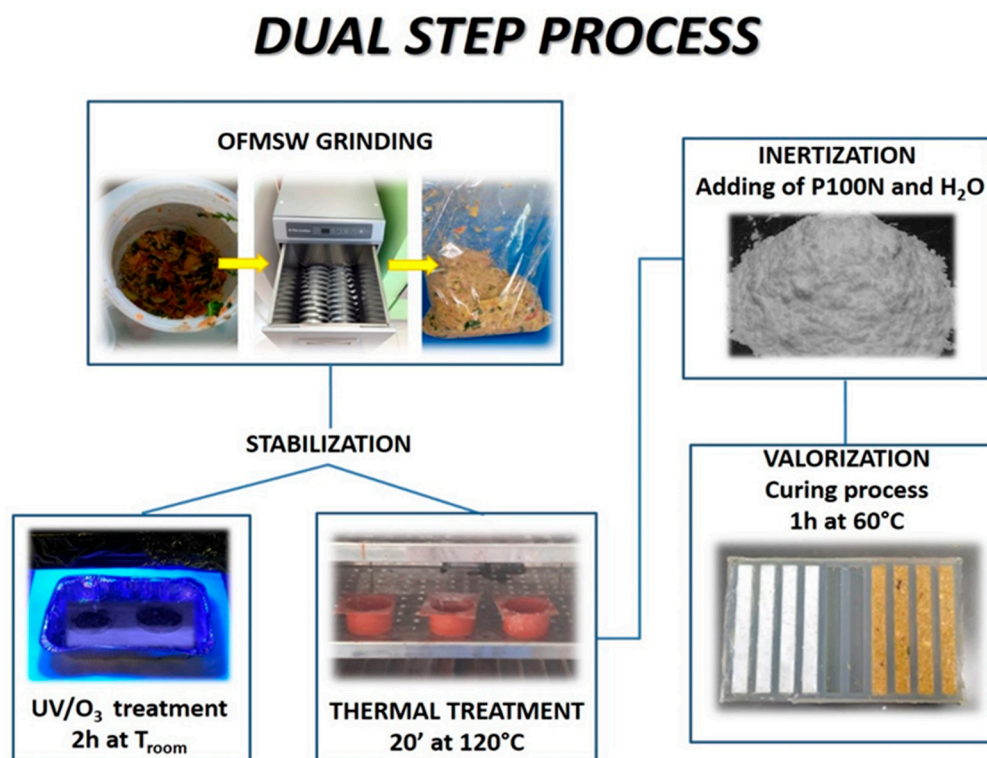 DUAL STEP PROCESS
OFMSW GRINDING
STABILIZATION
UV/O₃ treatment
2h at Tᵣₒₒₘ
THERMAL TREATMENT
20’ at 120°C
INERTIZATION
Adding of P100N and H₂O
VALORIZATION
Curing process
1h at 60°C